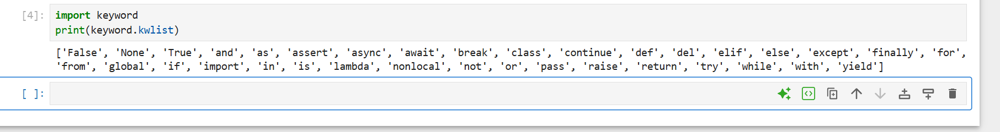 [4]: import keyword
print(keyword.kwlist)
['False', 'None', 'True', 'and', 'as', 'assert', 'async', 'await', 'break', 'class', 'continue', 'def', 'del', 'elif', 'else', 'except', 'finally', 'for',
'from', 'global', 'if', 'import', 'in', 'is', 'lambda', 'nonlocal', 'not', 'or', 'pass', 'raise', 'return', 'try', 'while', 'with', 'yield']
[ ]: